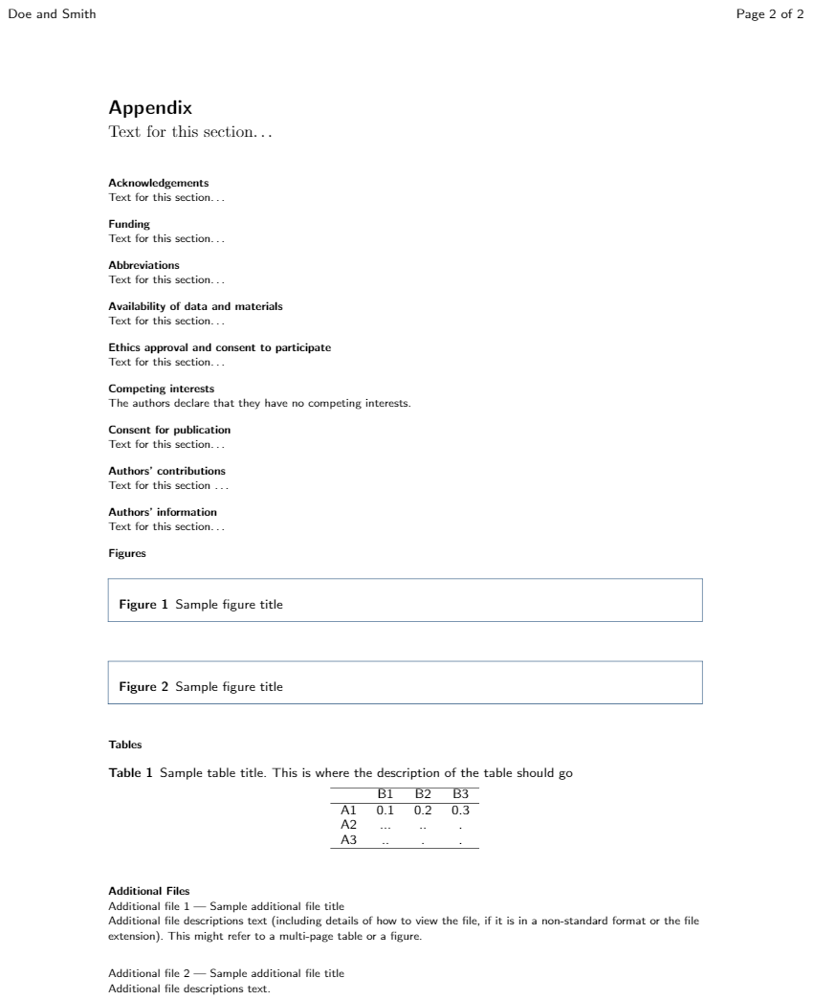 Doe and Smith Page 2 of 2
Appendix
Text for this section...
Acknowledgements
Text for this section...
Funding
Text for this section...
Abbreviations
Text for this section...
Availability of data and materials
Text for this section...
Ethics approval and consent to participate
Text for this section...
Competing interests
The authors declare that they have no competing interests.
Consent for publication
Text for this section...
Authors' contributions
Text for this section ...
Authors' information
Text for this section...
Figures
Figure 1 Sample figure title
Figure 2 Sample figure title
Tables
Table 1 Sample table title. This is where the description of the table should go
B1 B2 B3
A1 0.1 0.2 0.3
A2 ... .. .
A3 .. . .
Additional Files
Additional file 1 — Sample additional file title
Additional file descriptions text (including details of how to view the file, if it is in a non-standard format or the file
extension). This might refer to a multi-page table or a figure.
Additional file 2 — Sample additional file title
Additional file descriptions text.